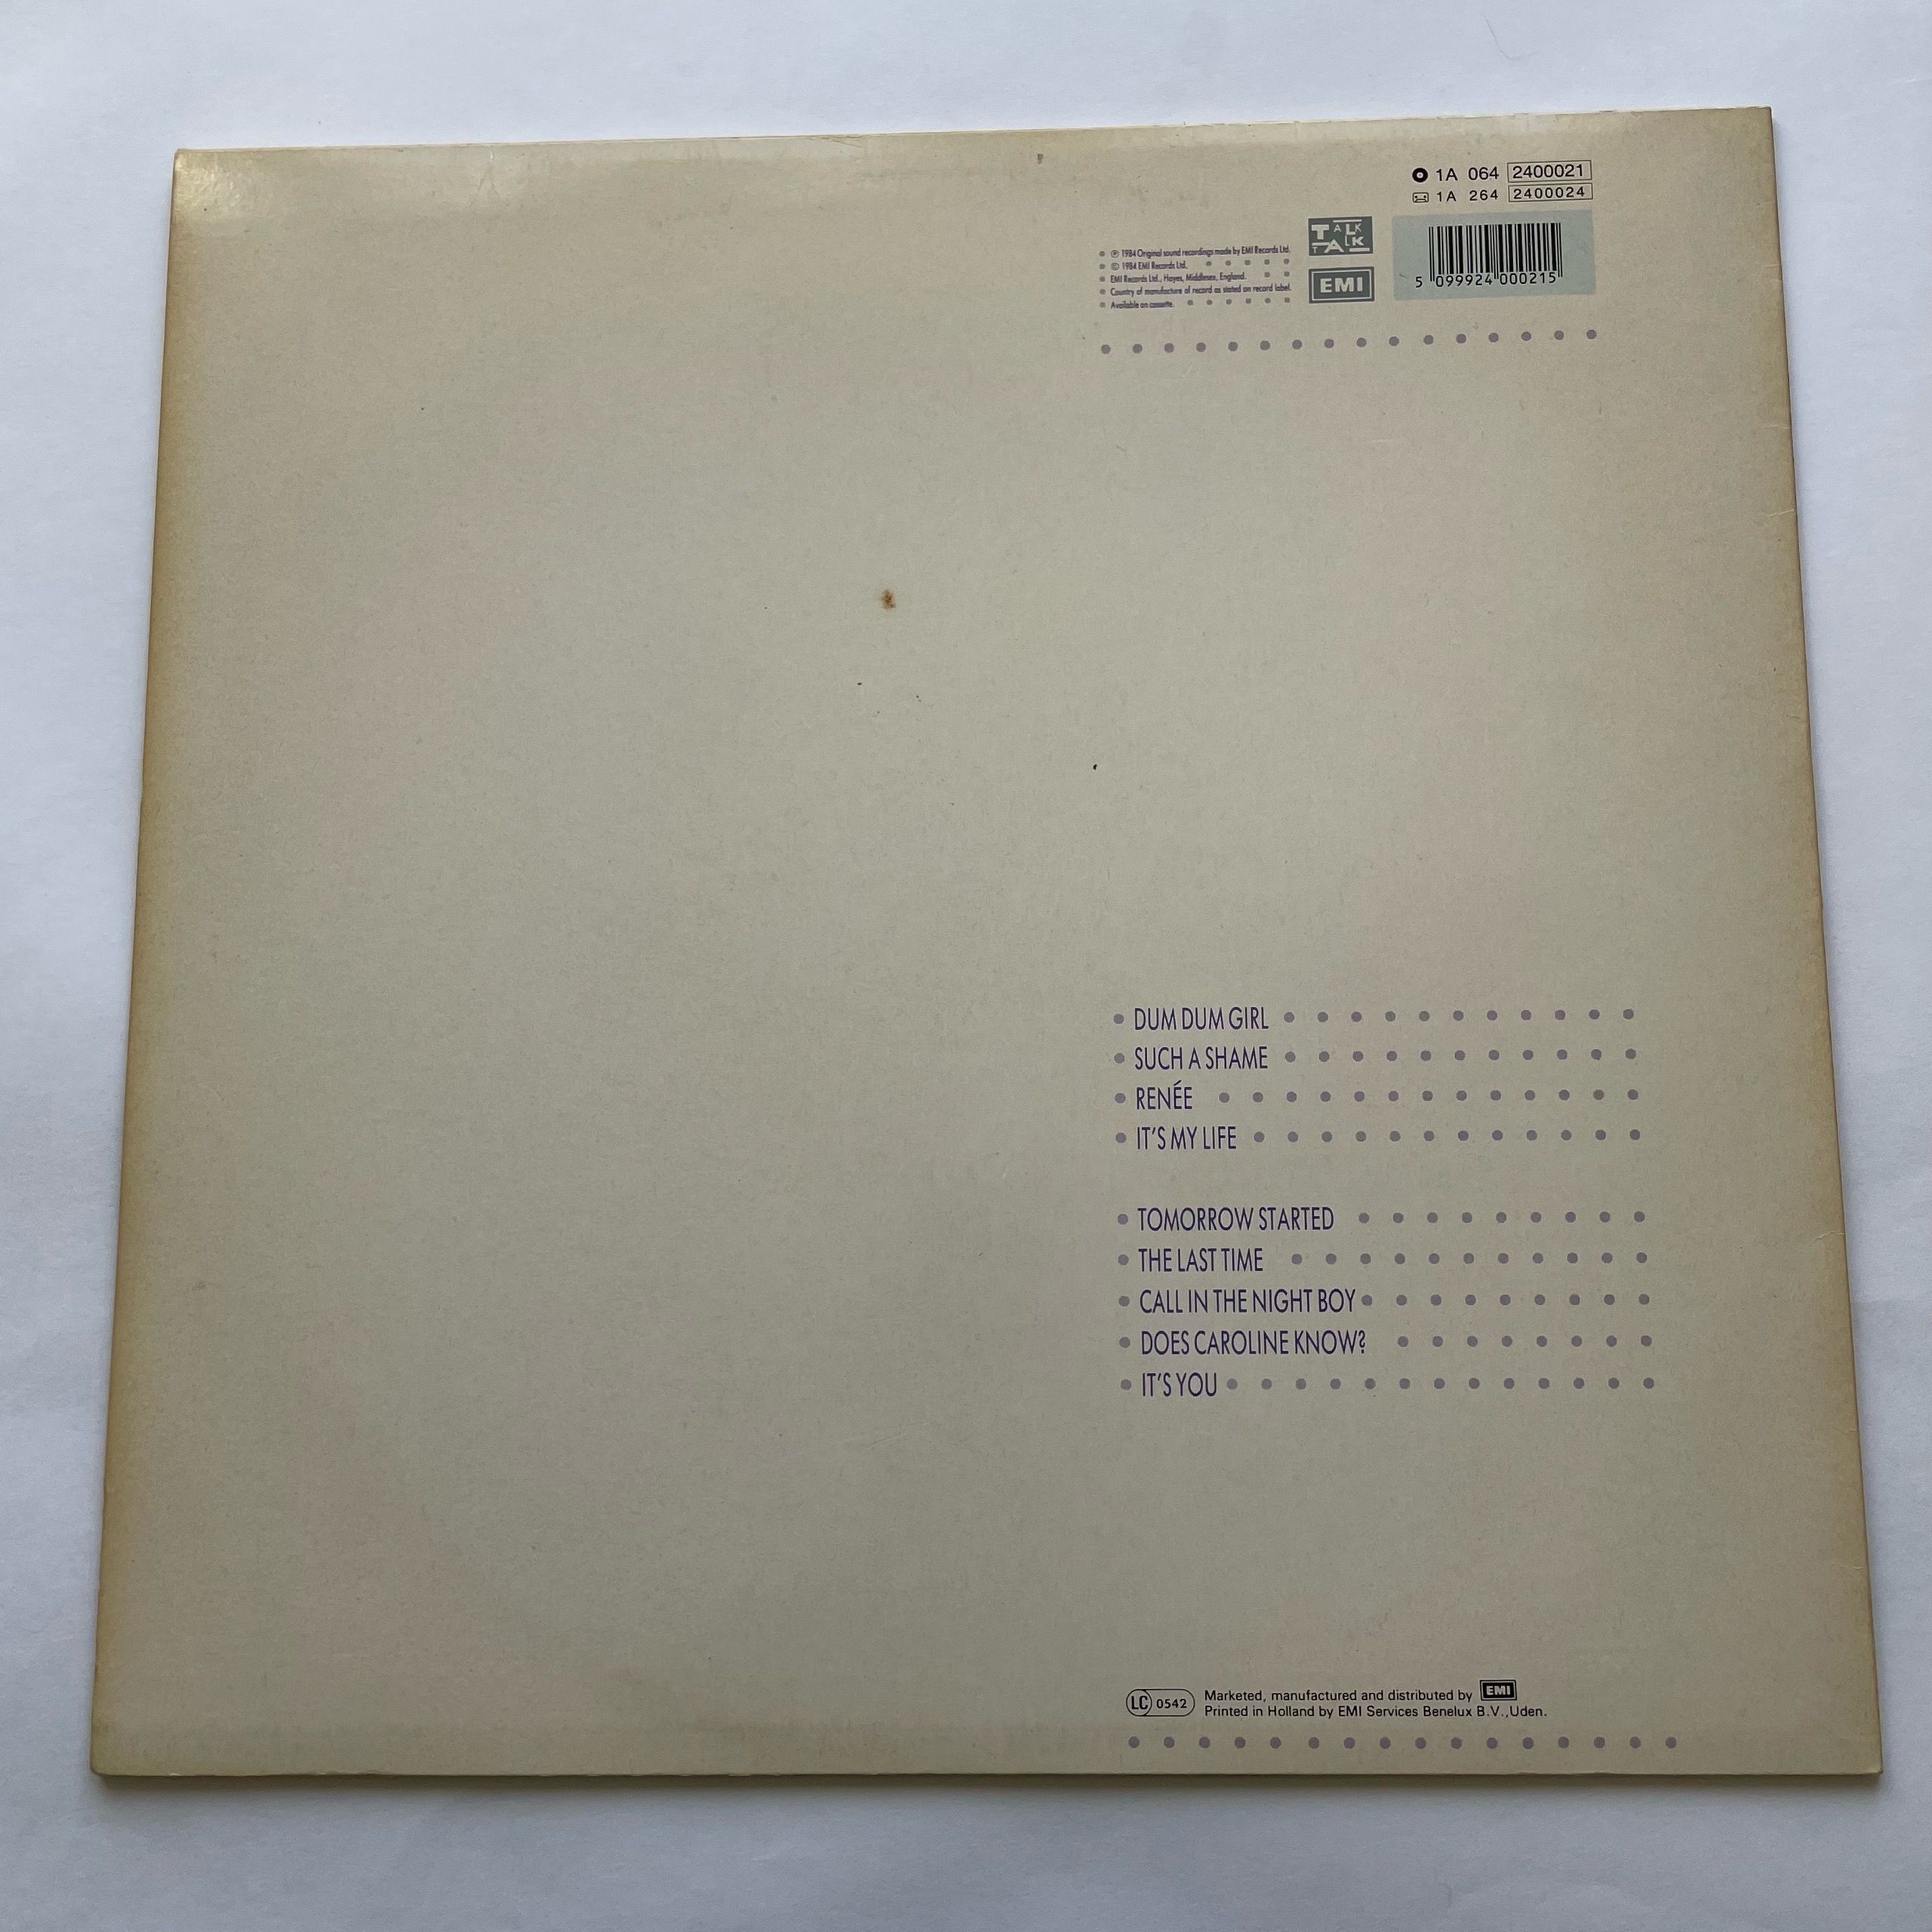 1A 064 2400021
1A 264 2400024
TALK TALK
EMI
5 099924 000215
℗ 1984 Original sound recordings made by EMI Records Ltd.
© 1984 EMI Records Ltd.
EMI Records Ltd., Hayes, Middlesex, England.
Country of manufacture of record as stated on record label.
Available on cassette.
DUM DUM GIRL
SUCH A SHAME
RENÉE
IT'S MY LIFE
TOMORROW STARTED
THE LAST TIME
CALL IN THE NIGHT BOY
DOES CAROLINE KNOW?
IT'S YOU
LC 0542
Marketed, manufactured and distributed by EMI
Printed in Holland by EMI Services Benelux B.V.,Uden.